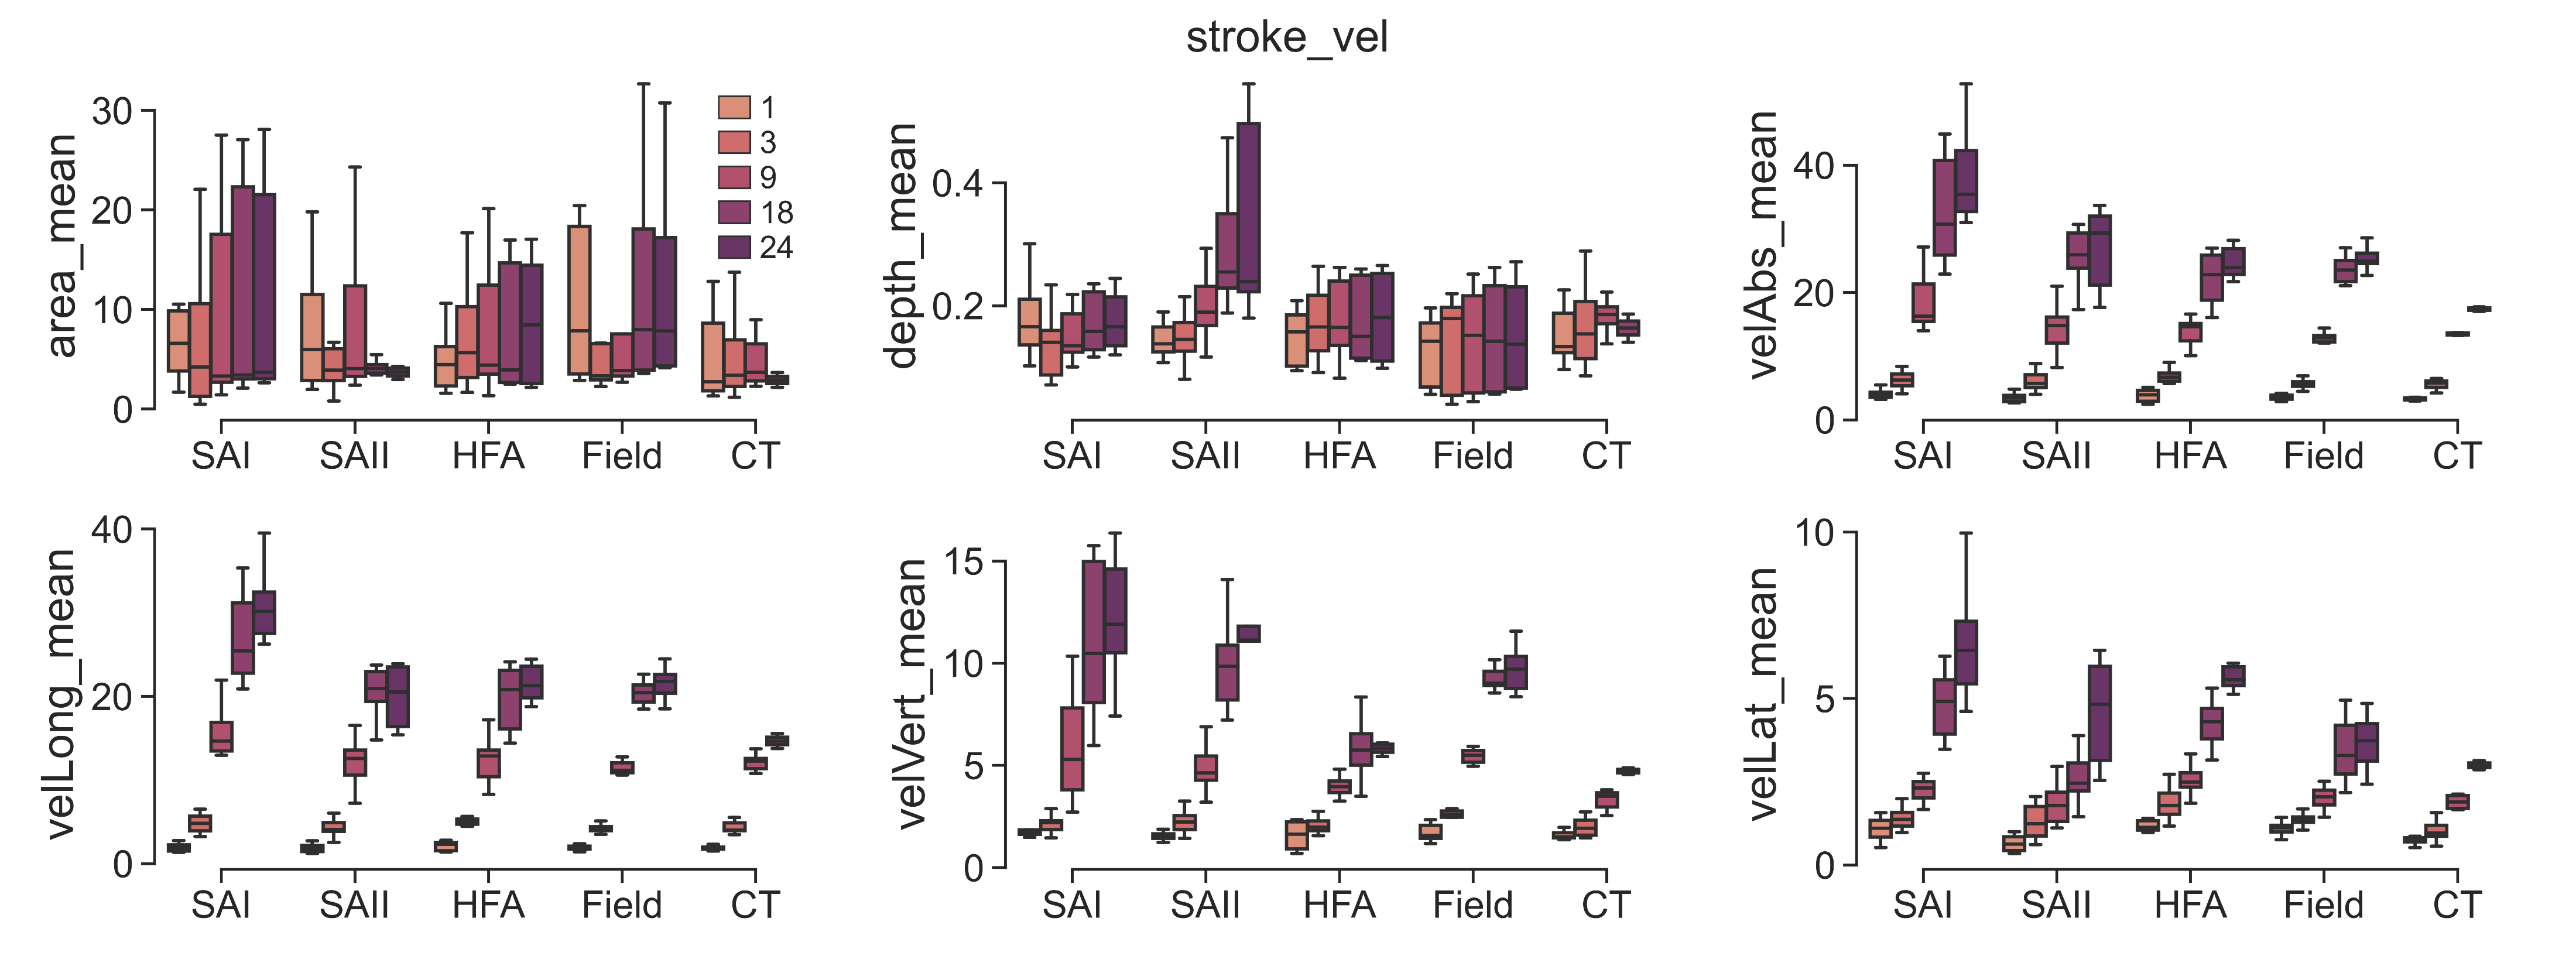 stroke_vel
area_mean
30
20
10
0
1
3
9
18
24
SAI SAII HFA Field CT
depth_mean
0.4
0.2
SAI SAII HFA Field CT
velAbs_mean
40
20
0
SAI SAII HFA Field CT
velLong_mean
40
20
0
SAI SAII HFA Field CT
velVert_mean
15
10
5
0
SAI SAII HFA Field CT
velLat_mean
10
5
0
SAI SAII HFA Field CT